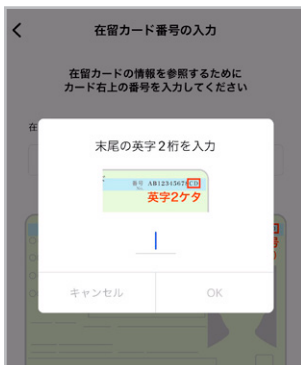 在留カード番号の入力
在留カードの情報を参照するために
カード右上の番号を入力してください
在
末尾の英字2桁を入力
番号 AB12345678CD
英字2ケタ
キャンセル
OK
号